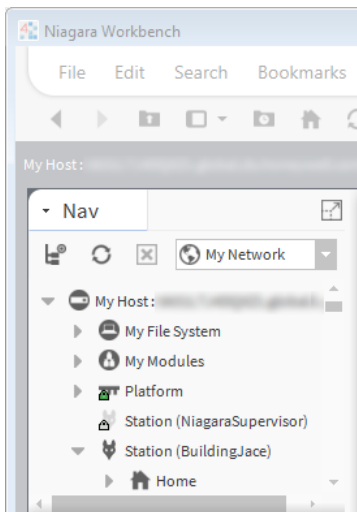 Niagara Workbench
File Edit Search Bookmarks
My Host :
Nav
My Network
My Host :
My File System
My Modules
Platform
Station (NiagaraSupervisor)
Station (BuildingJace)
Home